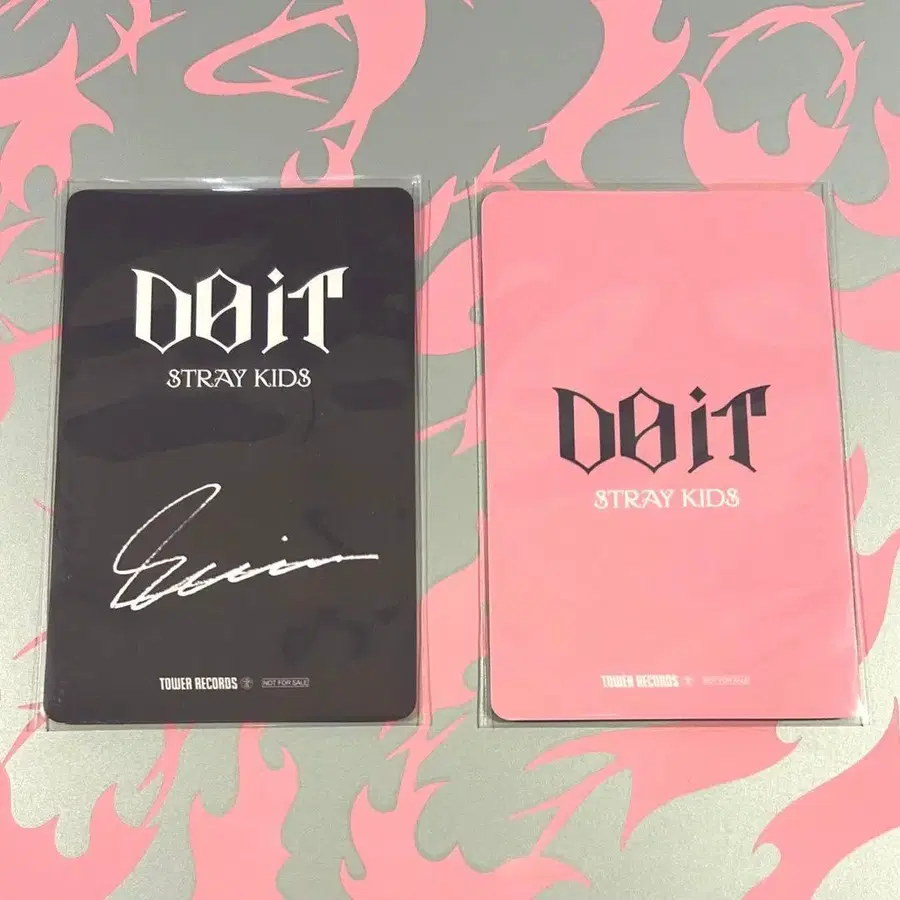 DO iT
STRAY KIDS
TOWER RECORDS NOT FOR SALE
DO iT
STRAY KIDS
TOWER RECORDS NOT FOR SALE